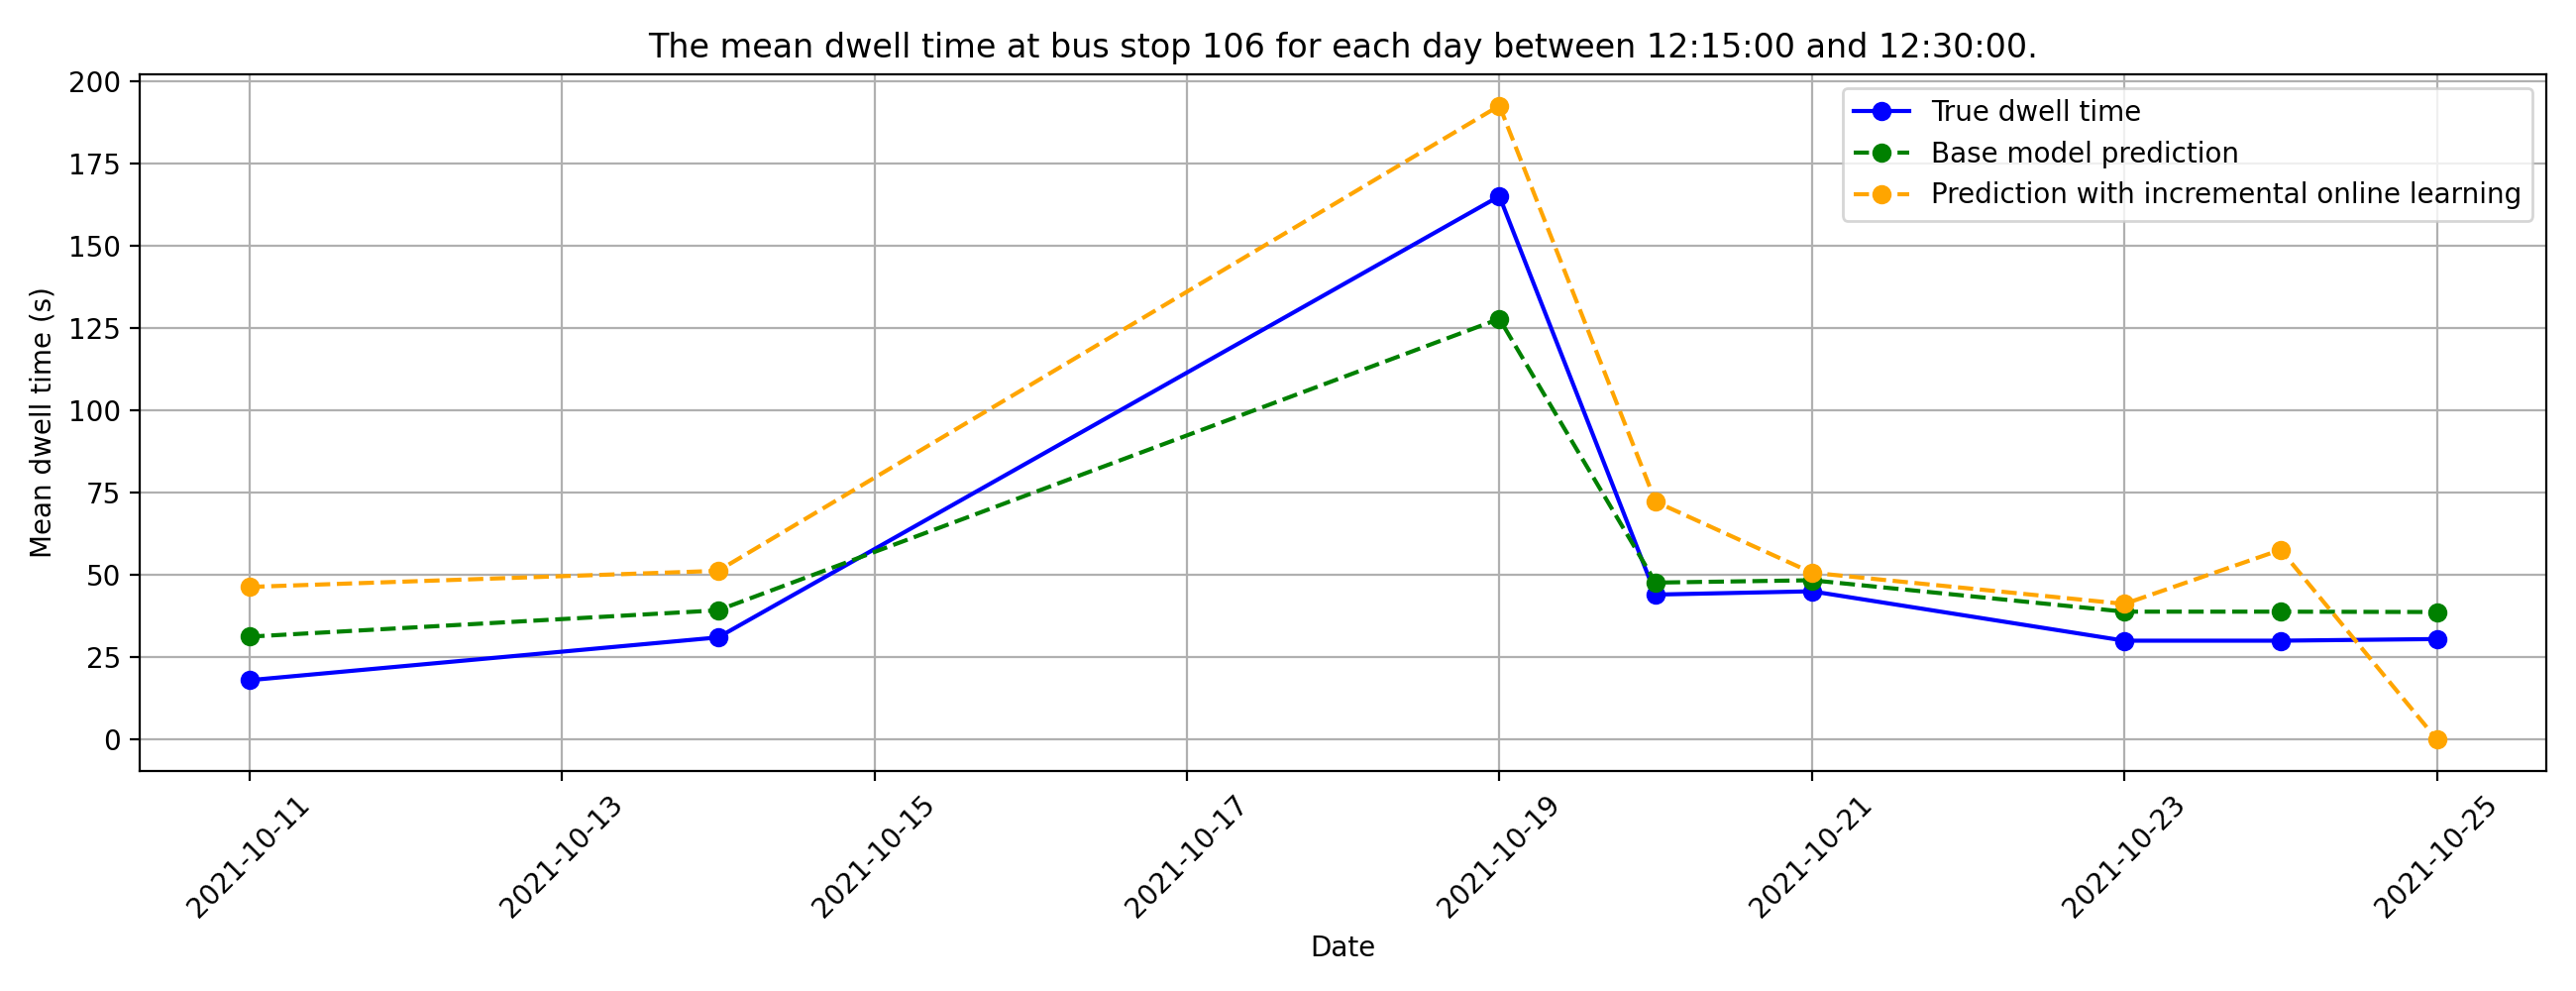 The mean dwell time at bus stop 106 for each day between 12:15:00 and 12:30:00.
200
175
150
125
100
75
50
25
0
Mean dwell time (s)
True dwell time
Base model prediction
Prediction with incremental online learning
2021-10-11
2021-10-13
2021-10-15
2021-10-17
2021-10-19
2021-10-21
2021-10-23
2021-10-25
Date